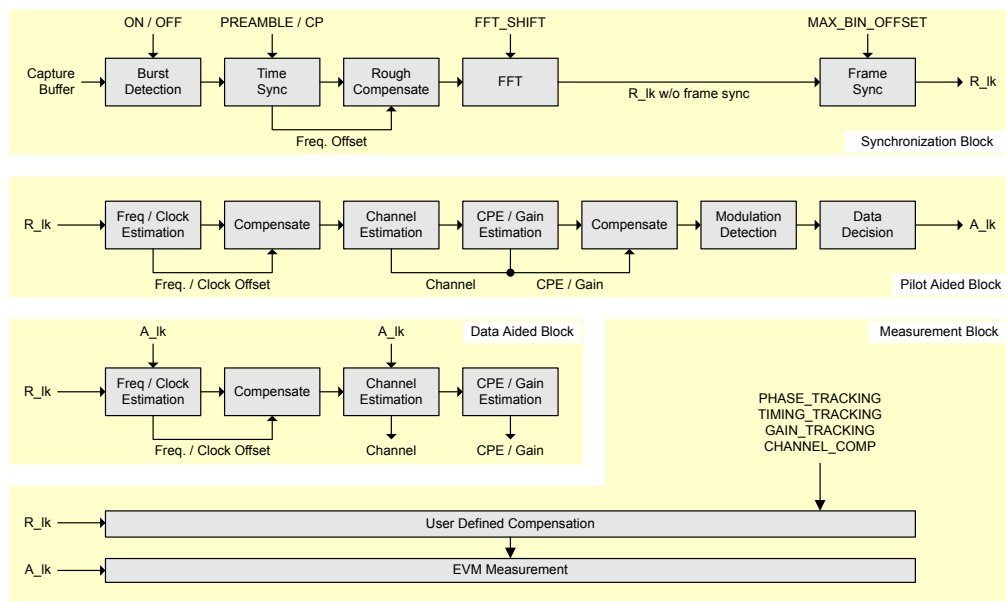 ON / OFF
PREAMBLE / CP
FFT_SHIFT
MAX_BIN_OFFSET
Capture
Buffer
Burst
Detection
Time
Sync
Rough
Compensate
FFT
R_lk w/o frame sync
Frame
Sync
R_lk
Freq. Offset
Synchronization Block
R_lk
Freq / Clock
Estimation
Compensate
Channel
Estimation
CPE / Gain
Estimation
Compensate
Modulation
Detection
Data
Decision
A_lk
Freq. / Clock Offset
Channel
CPE / Gain
Pilot Aided Block
A_lk
A_lk
Data Aided Block
R_lk
Freq / Clock
Estimation
Compensate
Channel
Estimation
CPE / Gain
Estimation
Freq. / Clock Offset
Channel
CPE / Gain
Measurement Block
PHASE_TRACKING
TIMING_TRACKING
GAIN_TRACKING
CHANNEL_COMP
R_lk
User Defined Compensation
A_lk
EVM Measurement